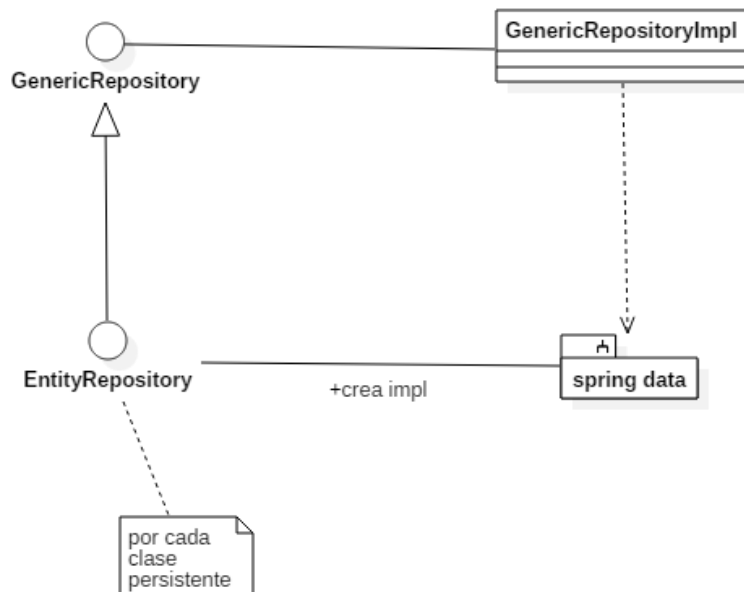 GenericRepositoryImpl
GenericRepository
EntityRepository
spring data
+crea impl
por cada
clase
persistente